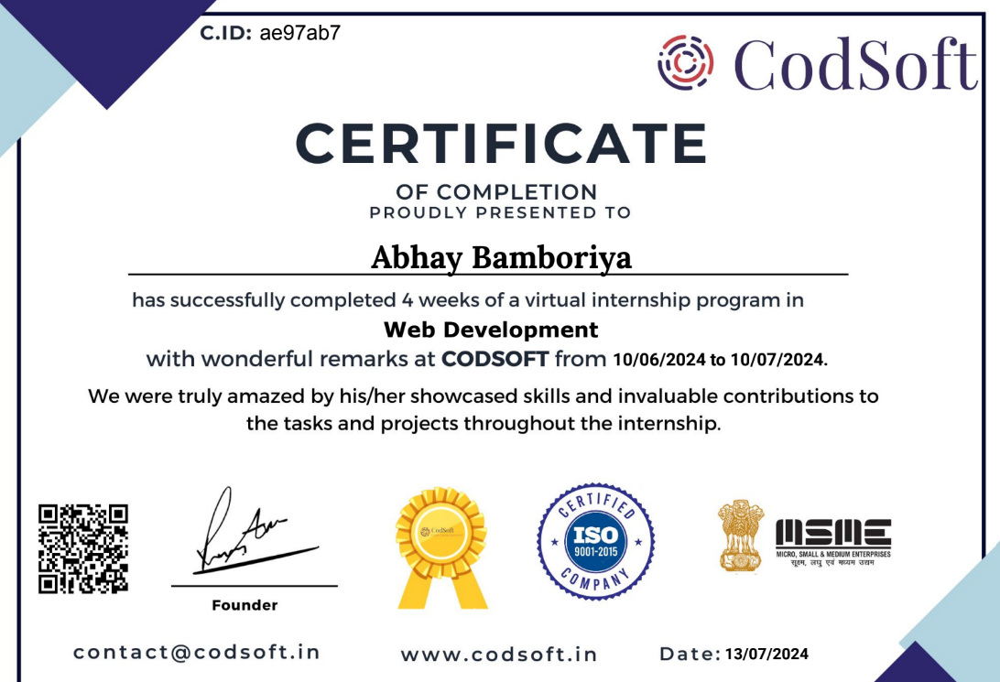 C.ID: ae97ab7
CodSoft
CERTIFICATE
OF COMPLETION
PROUDLY PRESENTED TO
Abhay Bamboriya
has successfully completed 4 weeks of a virtual internship program in
Web Development
with wonderful remarks at CODSOFT from 10/06/2024 to 10/07/2024.
We were truly amazed by his/her showcased skills and invaluable contributions to
the tasks and projects throughout the internship.
CodSoft
CERTIFIED
ISO
9001-2015
COMPANY
MSME
MICRO, SMALL & MEDIUM ENTERPRISES
सूक्ष्म, लघु एवं मध्यम उद्यम
Founder
contact@codsoft.in
www.codsoft.in
Date: 13/07/2024